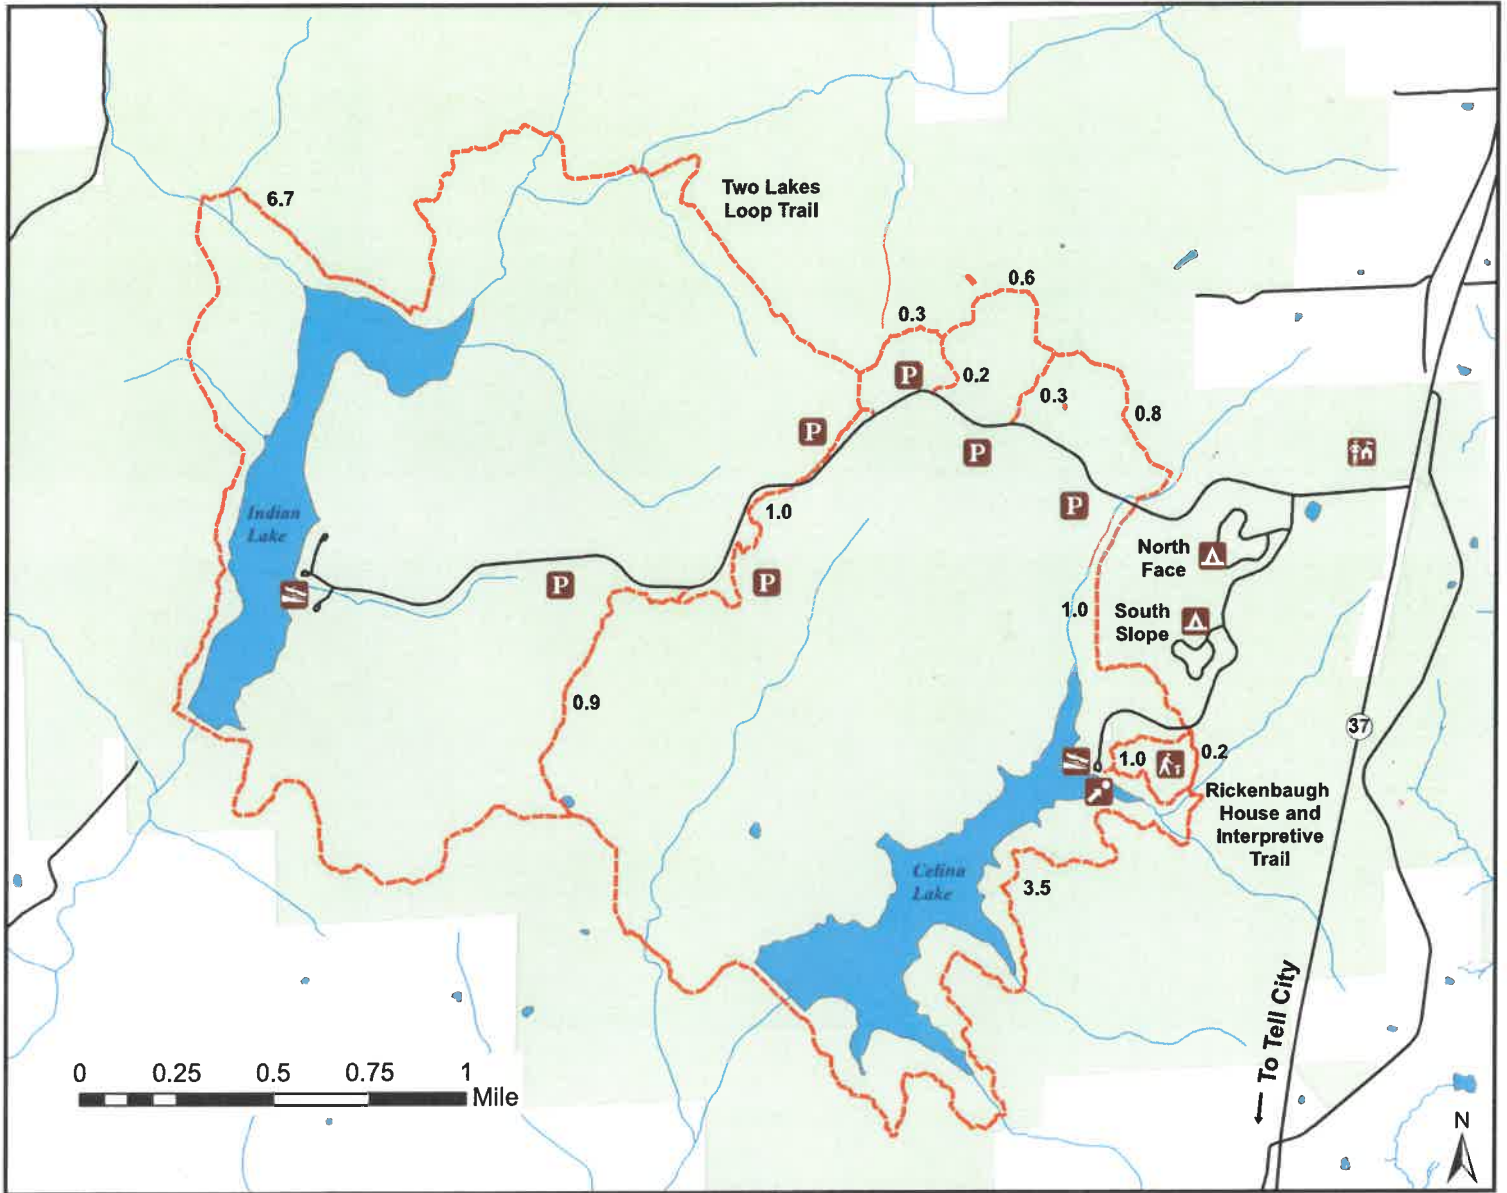 6.7
Two Lakes
Loop Trail
0.6
0.3
P
0.2
0.3
0.8
P
P
1.0
P
Indian
Lake
North
Face
P
P
1.0
South
Slope
0.9
37
1.0
0.2
Rickenbaugh
House and
Interpretive
Trail
Celina
Lake
3.5
To Tell City
0
0.25
0.5
0.75
1
Mile
N